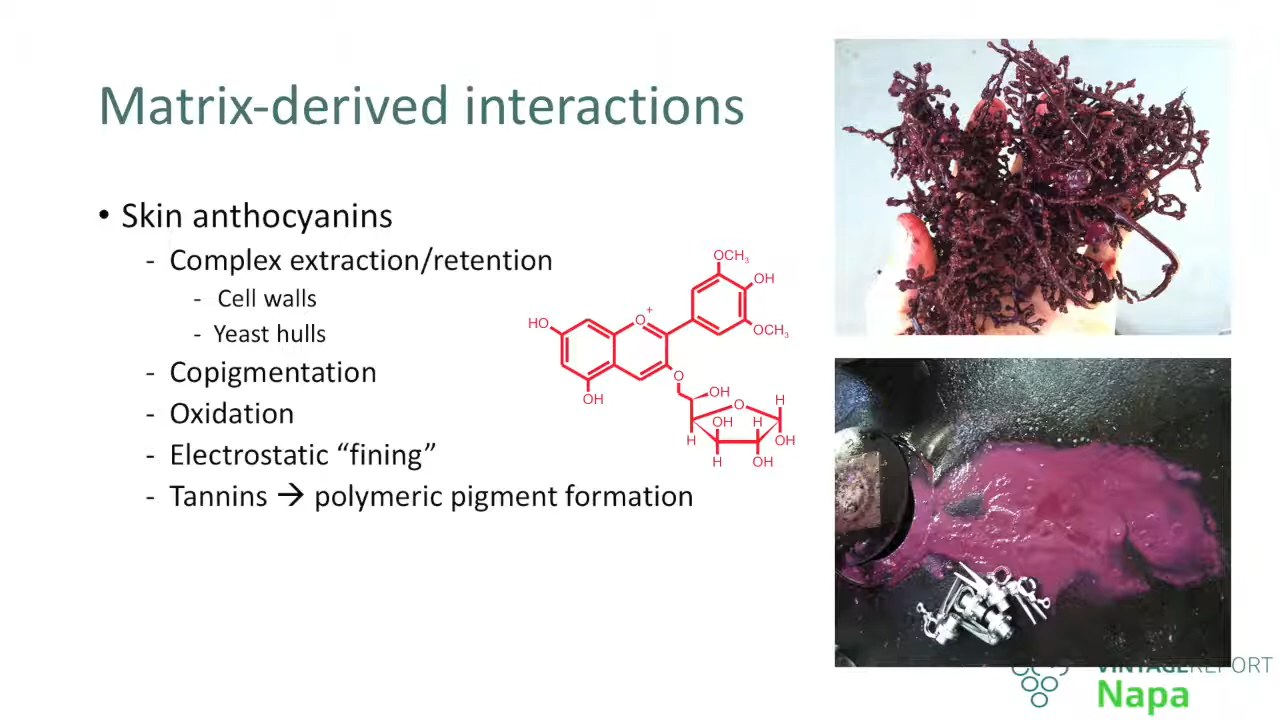 Matrix-derived interactions
• Skin anthocyanins
- Complex extraction/retention
- Cell walls
- Yeast hulls
- Copigmentation
- Oxidation
- Electrostatic “fining”
- Tannins → polymeric pigment formation
OCH3
OH
O+
HO
OCH3
O
OH
OH
O
H
OH
H
H
OH
H
OH
VINTAGEREPORT
Napa